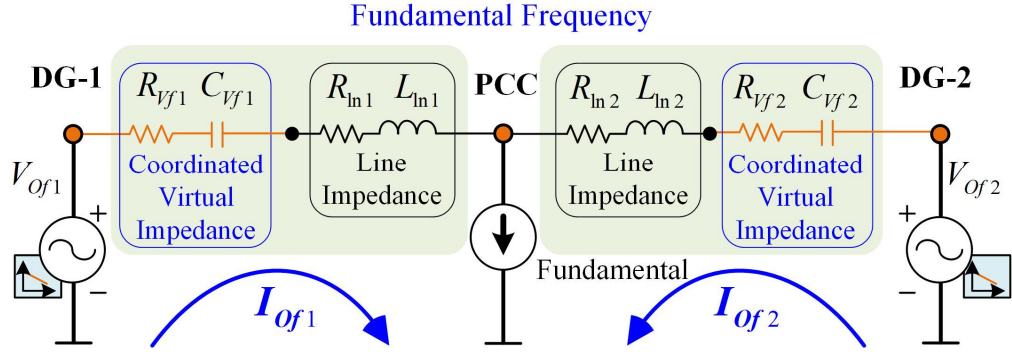 Fundamental Frequency
DG-1
R_Vf1 C_Vf1
R_ln1 L_ln1
PCC
R_ln2 L_ln2
R_Vf2 C_Vf2
DG-2
V_Of1
Coordinated
Virtual
Impedance
Line
Impedance
Line
Impedance
Coordinated
Virtual
Impedance
V_Of2
+
−
Fundamental
+
−
I_Of1
I_Of2